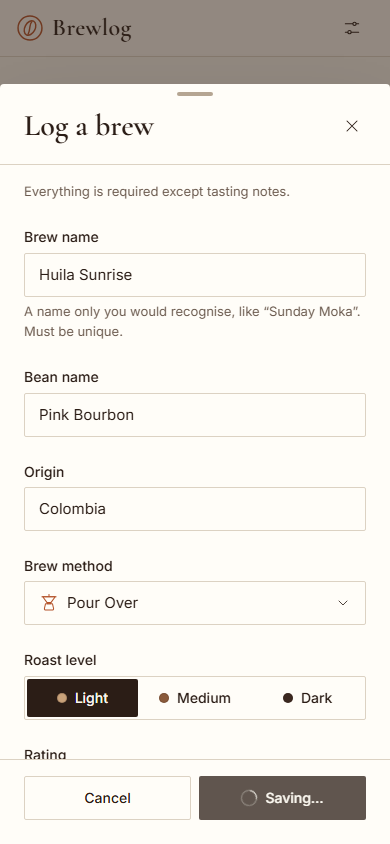 Brewlog
Log a brew
Everything is required except tasting notes.
Brew name
Huila Sunrise
A name only you would recognise, like “Sunday Moka”.
Must be unique.
Bean name
Pink Bourbon
Origin
Colombia
Brew method
Pour Over
Roast level
Light Medium Dark
Rating
Cancel Saving...